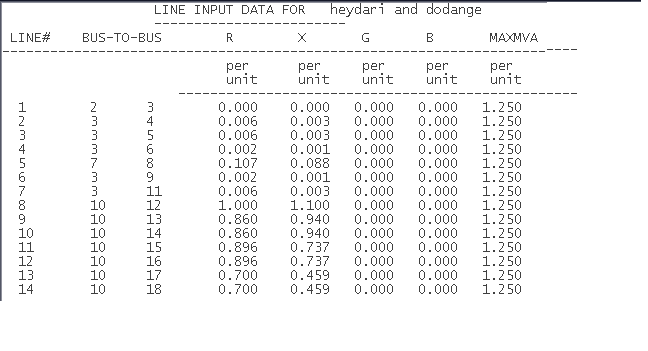 LINE INPUT DATA FOR heydari and dodange
LINE# BUS-TO-BUS R X G B MAXMVA
per per per per per
unit unit unit unit unit
1 2 3 0.000 0.000 0.000 0.000 1.250
2 3 4 0.006 0.003 0.000 0.000 1.250
3 3 5 0.006 0.003 0.000 0.000 1.250
4 3 6 0.002 0.001 0.000 0.000 1.250
5 7 8 0.107 0.088 0.000 0.000 1.250
6 3 9 0.002 0.001 0.000 0.000 1.250
7 3 11 0.006 0.003 0.000 0.000 1.250
8 10 12 1.000 1.100 0.000 0.000 1.250
9 10 13 0.860 0.940 0.000 0.000 1.250
10 10 14 0.860 0.940 0.000 0.000 1.250
11 10 15 0.896 0.737 0.000 0.000 1.250
12 10 16 0.896 0.737 0.000 0.000 1.250
13 10 17 0.700 0.459 0.000 0.000 1.250
14 10 18 0.700 0.459 0.000 0.000 1.250